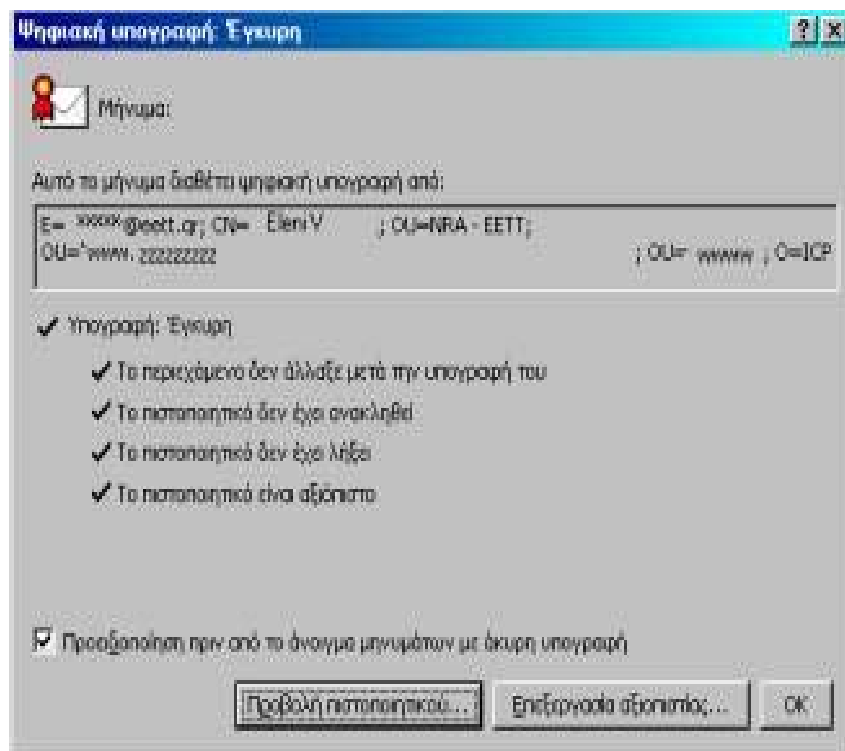 Ψηφιακή υπογραφή: Έγκυρη
Μήνυμα:
Αυτό το μήνυμα διαθέτει ψηφιακή υπογραφή από:
E= xxxxx@eett.gr; CN= Eleni V ; OU=NRA - EETT;
OU="www. zzzzzzzzz ; OU= wwwww ; O=ICP
Υπογραφή: Έγκυρη
Το περιεχόμενο δεν άλλαξε μετά την υπογραφή του
Το πιστοποιητικό δεν έχει ανακληθεί
Το πιστοποιητικό δεν έχει λήξει
Το πιστοποιητικό είναι αξιόπιστο
Προειδοποίηση πριν από το άνοιγμα μηνυμάτων με άκυρη υπογραφή
Προβολή πιστοποιητικού... Επεξεργασία αξιοπιστίας... OK